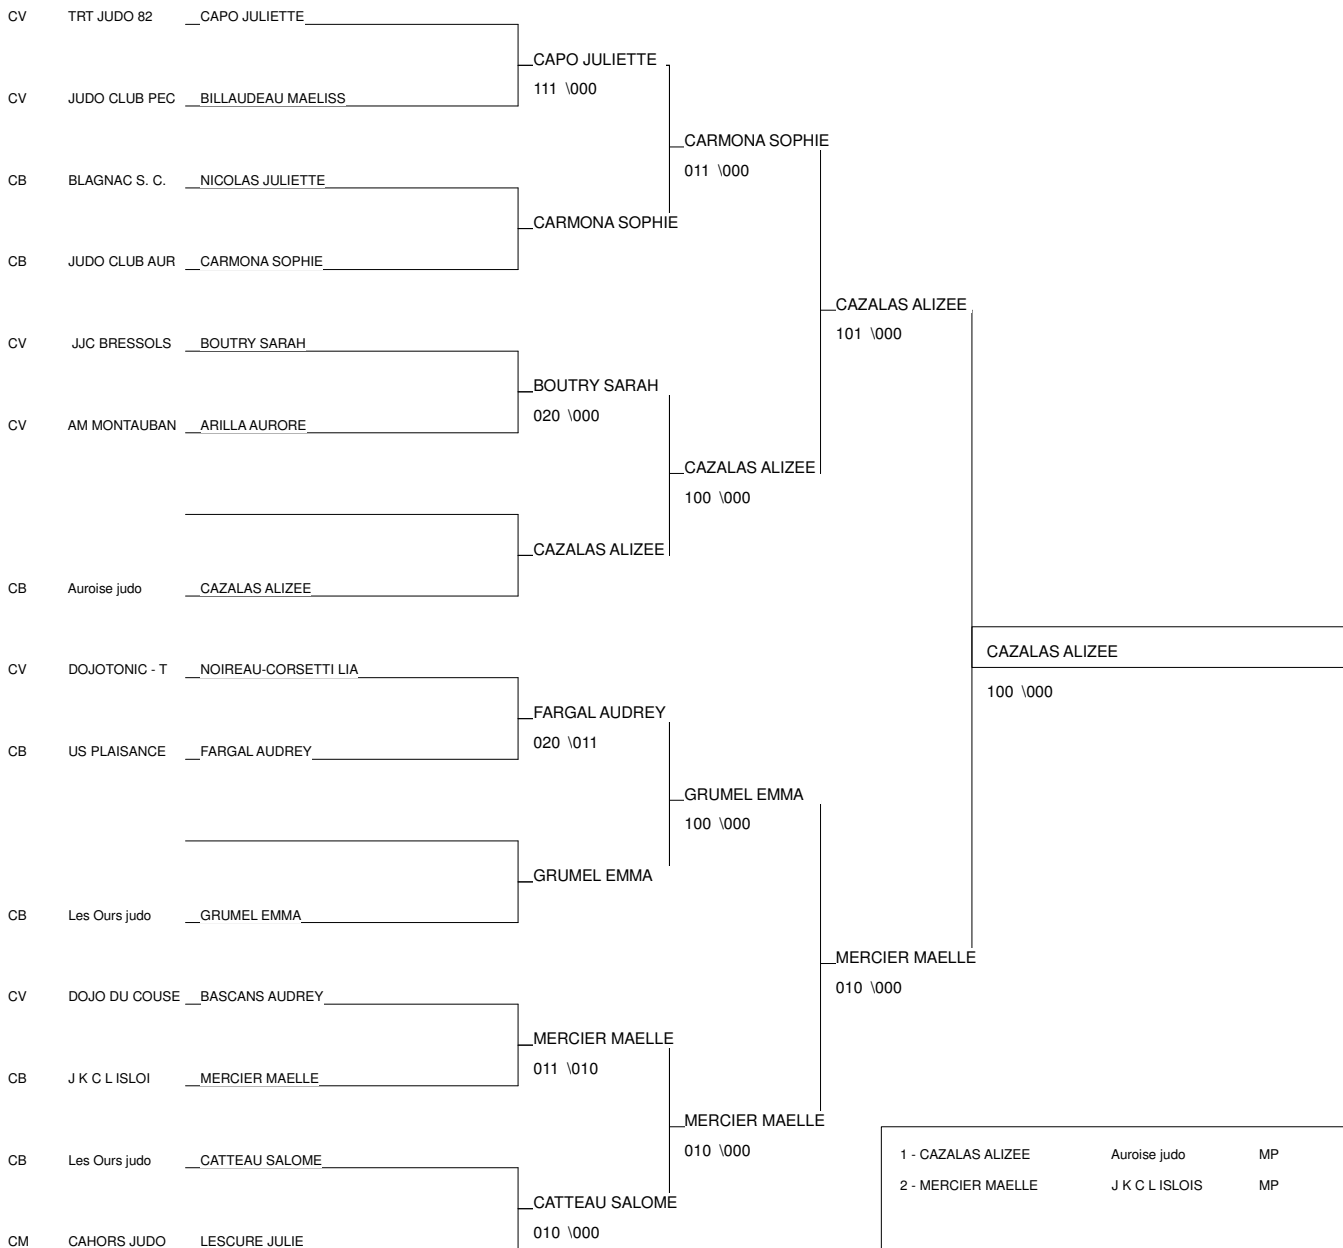 CV TRT JUDO 82 CAPO JULIETTE
CAPO JULIETTE
111 \000
CV JUDO CLUB PEC BILLAUDEAU MAELISS
CARMONA SOPHIE
011 \000
CB BLAGNAC S. C. NICOLAS JULIETTE
CARMONA SOPHIE
CB JUDO CLUB AUR CARMONA SOPHIE
CAZALAS ALIZEE
101 \000
CV JJC BRESSOLS BOUTRY SARAH
BOUTRY SARAH
020 \000
CV AM MONTAUBAN ARILLA AURORE
CAZALAS ALIZEE
100 \000
CAZALAS ALIZEE
CB Auroise judo CAZALAS ALIZEE
CAZALAS ALIZEE
100 \000
CV DOJOTONIC - T NOIREAU-CORSETTI LIA
FARGAL AUDREY
020 \011
CB US PLAISANCE FARGAL AUDREY
GRUMEL EMMA
100 \000
GRUMEL EMMA
CB Les Ours judo GRUMEL EMMA
MERCIER MAELLE
010 \000
CV DOJO DU COUSE BASCANS AUDREY
MERCIER MAELLE
011 \010
CB J K C L ISLOI MERCIER MAELLE
MERCIER MAELLE
010 \000
CB Les Ours judo CATTEAU SALOME
CATTEAU SALOME
010 \000
CM CAHORS JUDO LESCURE JULIE
1 - CAZALAS ALIZEE Auroise judo MP
2 - MERCIER MAELLE J K C L ISLOIS MP